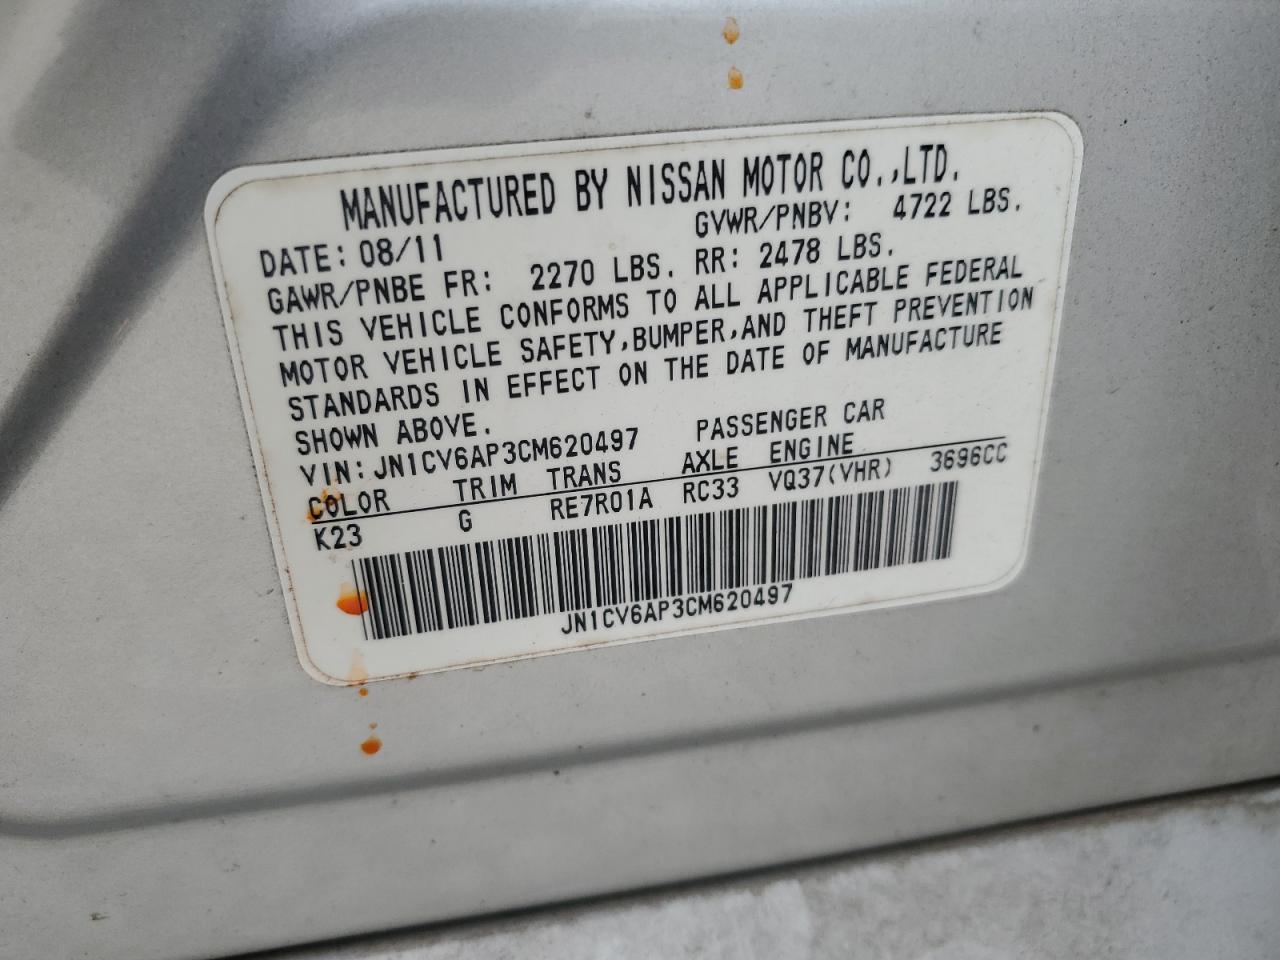 MANUFACTURED BY NISSAN MOTOR CO.,LTD.
DATE: 08/11 GVWR/PNBV: 4722 LBS.
GAWR/PNBE FR: 2270 LBS. RR: 2478 LBS.
THIS VEHICLE CONFORMS TO ALL APPLICABLE FEDERAL
MOTOR VEHICLE SAFETY,BUMPER,AND THEFT PREVENTION
STANDARDS IN EFFECT ON THE DATE OF MANUFACTURE
SHOWN ABOVE.
VIN: JN1CV6AP3CM620497 PASSENGER CAR
COLOR TRIM TRANS AXLE ENGINE
K23 G RE7R01A RC33 VQ37(VHR) 3696CC
JN1CV6AP3CM620497